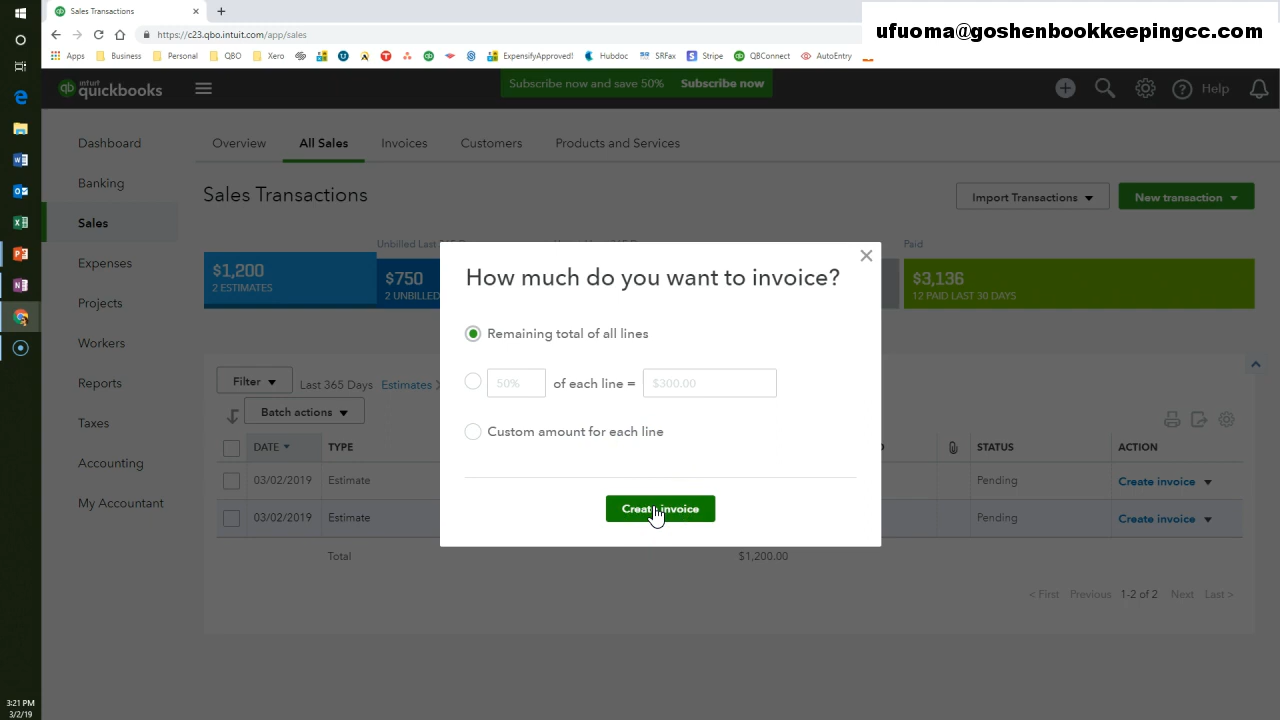 Sales Transactions
https://c23.qbo.intuit.com/app/sales
ufuoma@goshenbookkeepingcc.com
Apps Business Personal QBO Xero ExpensifyApproved! Hubdoc SRFax Stripe QBConnect AutoEntry
intuit quickbooks
Subscribe now and save 50% Subscribe now
Help
Dashboard
Banking
Sales
Expenses
Projects
Workers
Reports
Taxes
Accounting
My Accountant
Overview All Sales Invoices Customers Products and Services
Sales Transactions
Import Transactions New transaction
Unbilled Last Paid
$1,200 $750 $3,136
2 ESTIMATES 2 UNBILLED 12 PAID LAST 30 DAYS
How much do you want to invoice?
Remaining total of all lines
50% of each line = $300.00
Custom amount for each line
Create invoice
Filter Last 365 Days Estimates
Batch actions
DATE TYPE STATUS ACTION
03/02/2019 Estimate Pending Create invoice
03/02/2019 Estimate Pending Create invoice
Total $1,200.00
< First Previous 1-2 of 2 Next Last >
3:21 PM
3/2/19